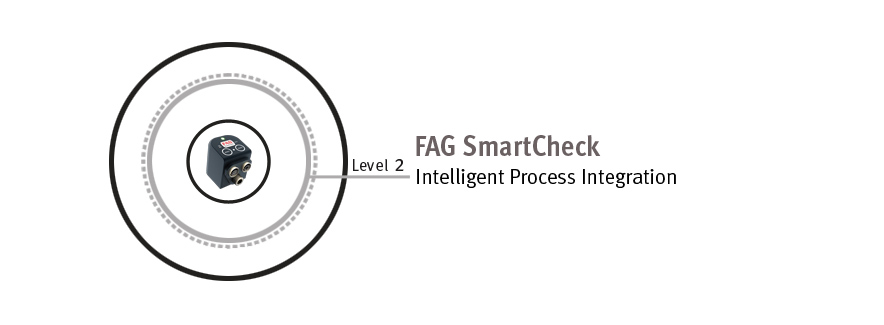 FAG SmartCheck
Level 2
Intelligent Process Integration